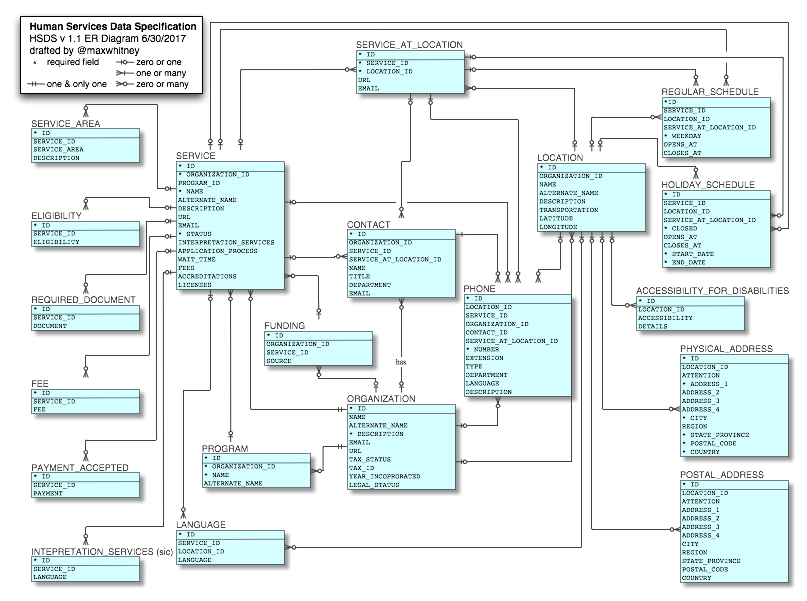 Human Services Data Specification
HSDS v 1.1 ER Diagram 6/30/2017
drafted by @maxwhitney
* required field
zero or one
one or many
one & only one
zero or many
SERVICE_AT_LOCATION
* ID
* SERVICE_ID
* LOCATION_ID
URL
EMAIL
REGULAR_SCHEDULE
*ID
SERVICE_ID
LOCATION_ID
SERVICE_AT_LOCATION_ID
* WEEKDAY
OPENS_AT
CLOSES_AT
SERVICE_AREA
* ID
SERVICE_ID
SERVICE_AREA
DESCRIPTION
SERVICE
* ID
* ORGANIZATION_ID
PROGRAM_ID
* NAME
ALTERNATE_NAME
DESCRIPTION
URL
EMAIL
* STATUS
INTERPRETATION_SERVICES
APPLICATION_PROCESS
WAIT_TIME
FEES
ACCREDITATIONS
LICENSES
LOCATION
* ID
ORGANIZATION_ID
NAME
ALTERNATE_NAME
DESCRIPTION
TRANSPORTATION
LATITUDE
LONGITUDE
HOLIDAY_SCHEDULE
* ID
SERVICE_ID
LOCATION_ID
SERVICE_AT_LOCATION_ID
* CLOSED
OPENS_AT
CLOSES_AT
* START_DATE
* END_DATE
ELIGIBILITY
* ID
SERVICE_ID
ELIGIBILITY
CONTACT
* ID
ORGANIZATION_ID
SERVICE_ID
SERVICE_AT_LOCATION_ID
NAME
TITLE
DEPARTMENT
EMAIL
PHONE
* ID
LOCATION_ID
SERVICE_ID
ORGANIZATION_ID
CONTACT_ID
SERVICE_AT_LOCATION_ID
* NUMBER
EXTENSION
TYPE
DEPARTMENT
LANGUAGE
DESCRIPTION
ACCESSIBILITY_FOR_DISABILITIES
* ID
LOCATION_ID
ACCESSIBILITY
DETAILS
REQUIRED_DOCUMENT
* ID
SERVICE_ID
DOCUMENT
FUNDING
* ID
ORGANIZATION_ID
SERVICE_ID
SOURCE
has
PHYSICAL_ADDRESS
* ID
LOCATION_ID
ATTENTION
* ADDRESS_1
ADDRESS_2
ADDRESS_3
ADDRESS_4
* CITY
REGION
* STATE_PROVINCE
* POSTAL_CODE
* COUNTRY
FEE
* ID
SERVICE_ID
FEE
ORGANIZATION
* ID
NAME
ALTERNATE_NAME
* DESCRIPTION
EMAIL
URL
TAX_STATUS
TAX_ID
YEAR_INCOPRORATED
LEGAL_STATUS
PROGRAM
* ID
* ORGANIZATION_ID
* NAME
ALTERNATE_NAME
PAYMENT_ACCEPTED
* ID
SERVICE_ID
PAYMENT
POSTAL_ADDRESS
* ID
LOCATION_ID
ATTENTION
ADDRESS_1
ADDRESS_2
ADDRESS_3
ADDRESS_4
CITY
REGION
STATE_PROVINCE
POSTAL_CODE
COUNTRY
LANGUAGE
* ID
SERVICE_ID
LOCATION_ID
LANGUAGE
INTEPRETATION_SERVICES (sic)
* ID
SERVICE_ID
LANGUAGE